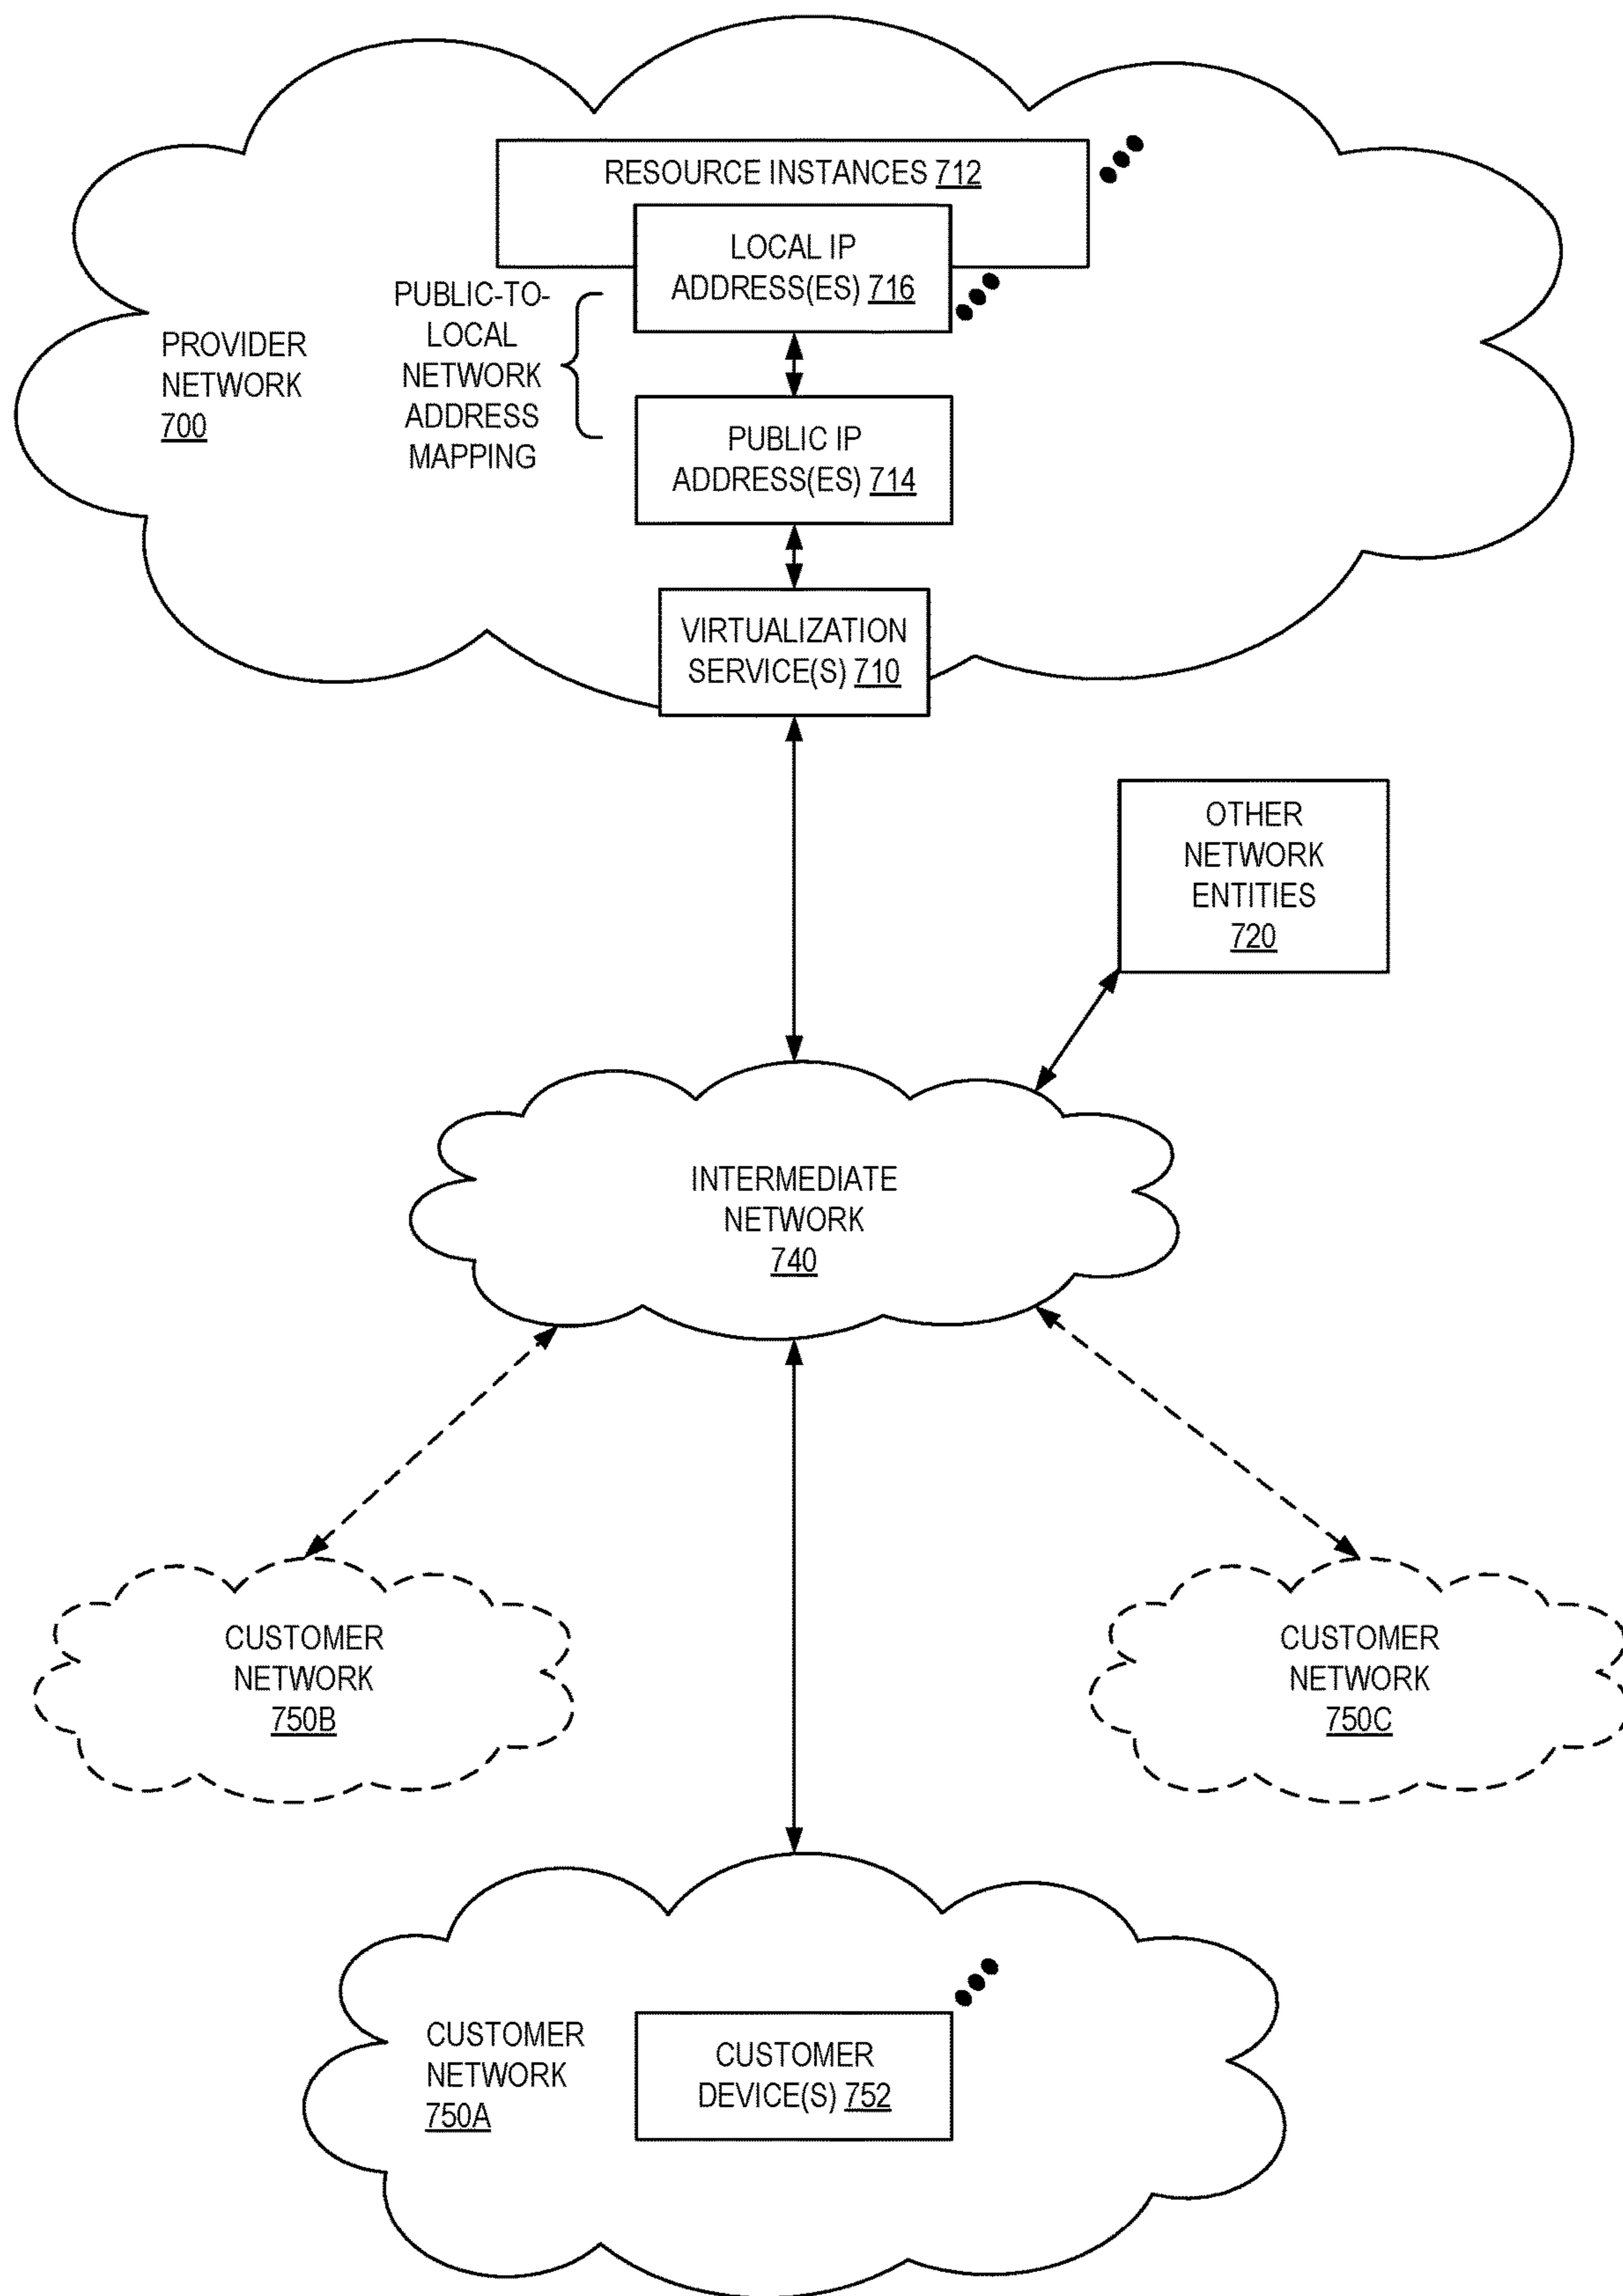 RESOURCE INSTANCES 712
LOCAL IP
ADDRESS(ES) 716
PUBLIC-TO-
LOCAL
NETWORK
ADDRESS
MAPPING
PROVIDER
NETWORK
700
PUBLIC IP
ADDRESS(ES) 714
VIRTUALIZATION
SERVICE(S) 710
OTHER
NETWORK
ENTITIES
720
INTERMEDIATE
NETWORK
740
CUSTOMER
NETWORK
750B
CUSTOMER
NETWORK
750C
CUSTOMER
NETWORK
750A
CUSTOMER
DEVICE(S) 752